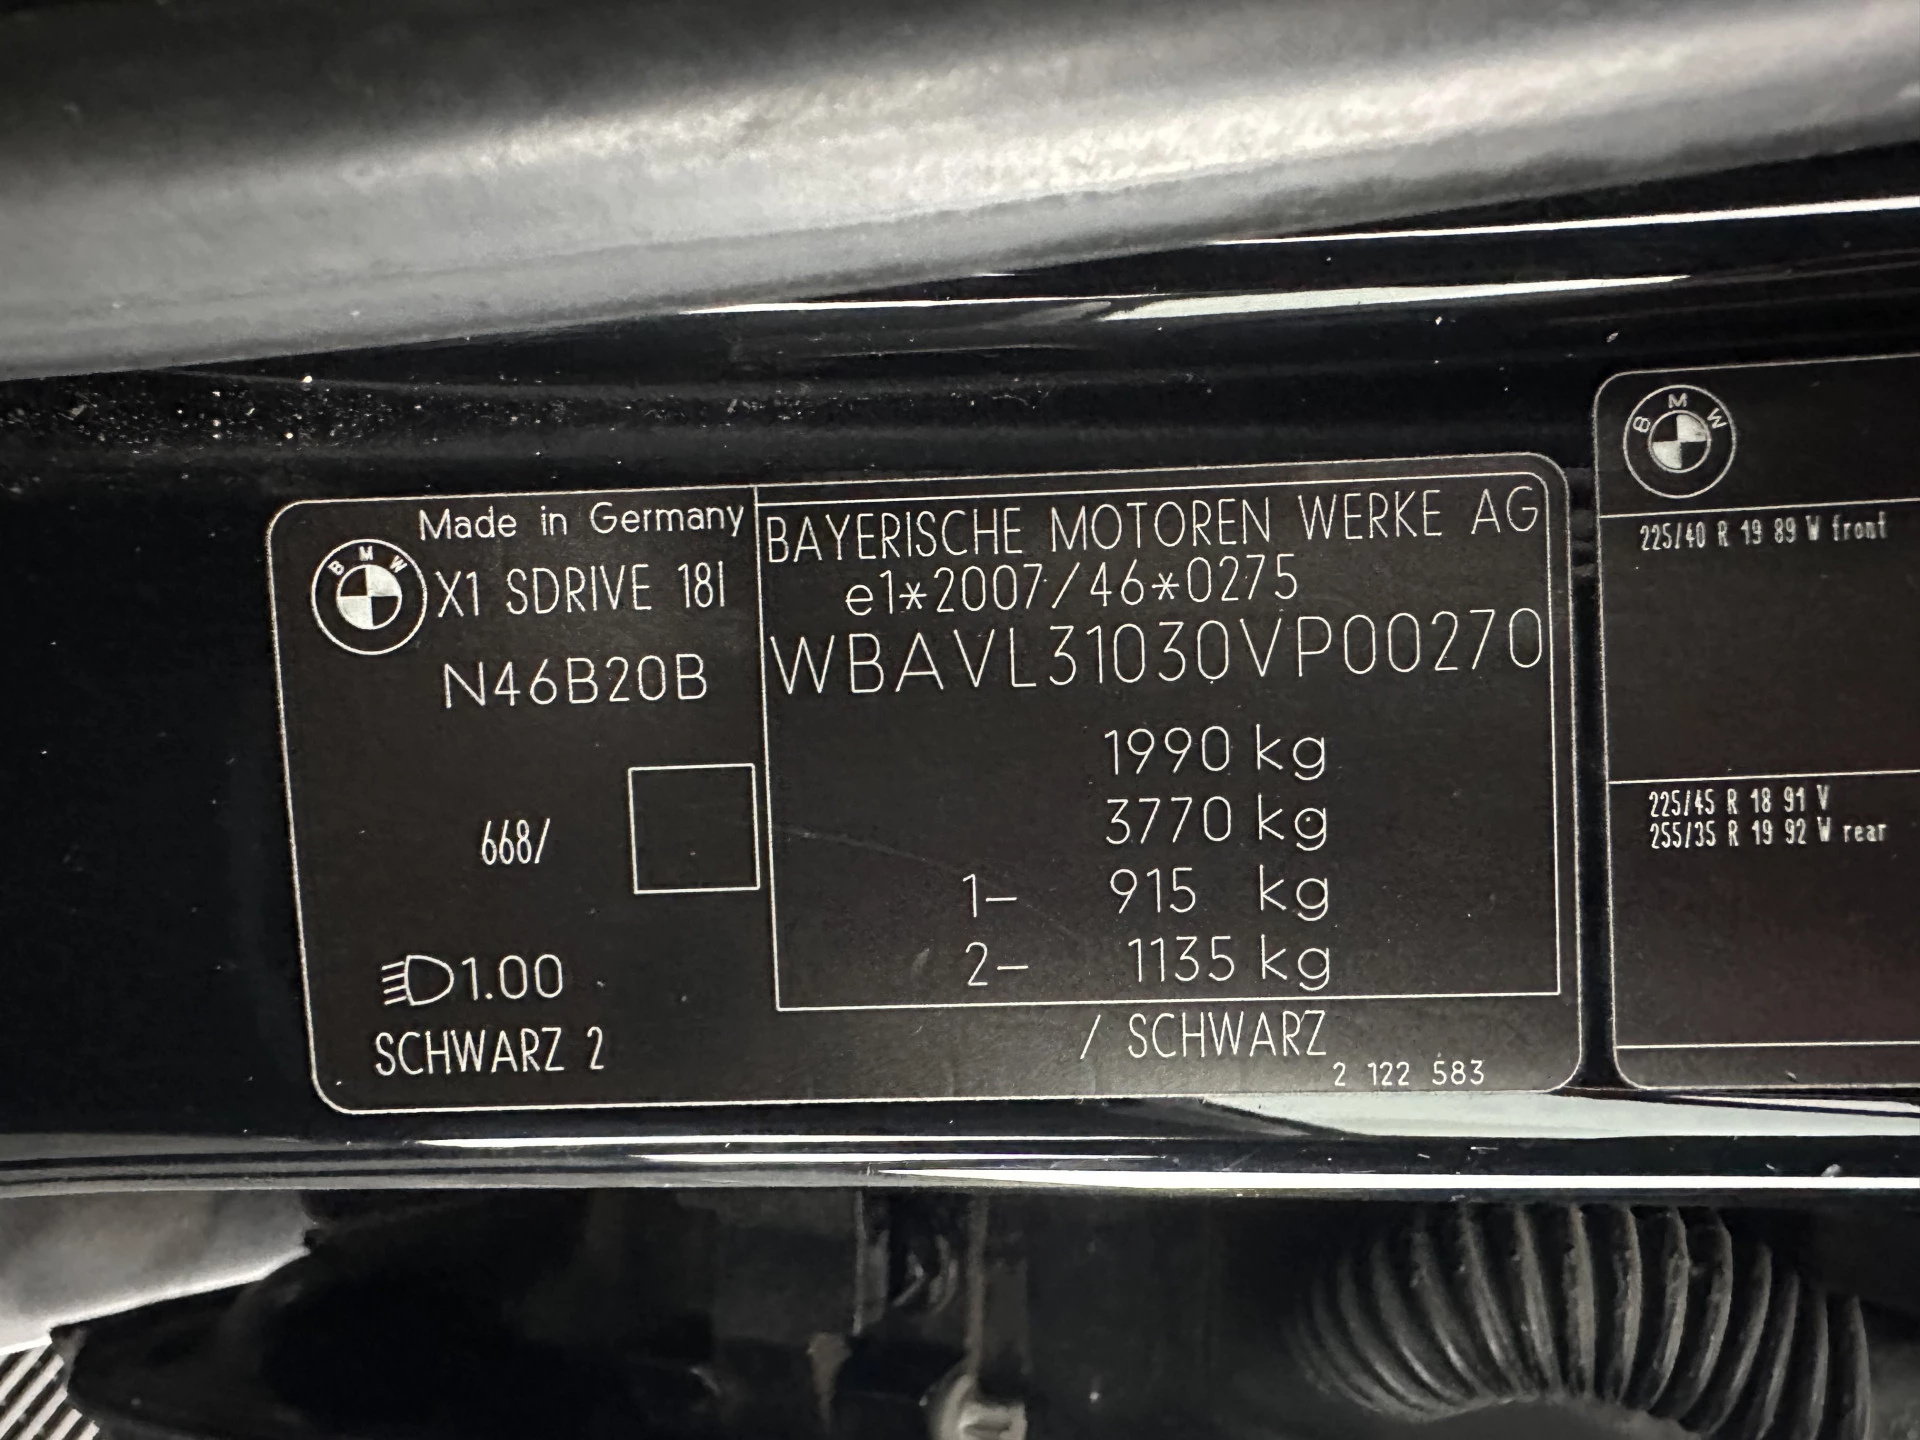 Made in Germany
BMW
X1 SDRIVE 18I
N46B20B
668/
1.00
SCHWARZ 2
BAYERISCHE MOTOREN WERKE AG
e1*2007/46*0275
WBAVL31030VP00270
1990 kg
3770 kg
1- 915 kg
2- 1135 kg
/ SCHWARZ
2 122 583
BMW
225/40 R 19 89 W front
225/45 R 18 91 V
255/35 R 19 92 W rear